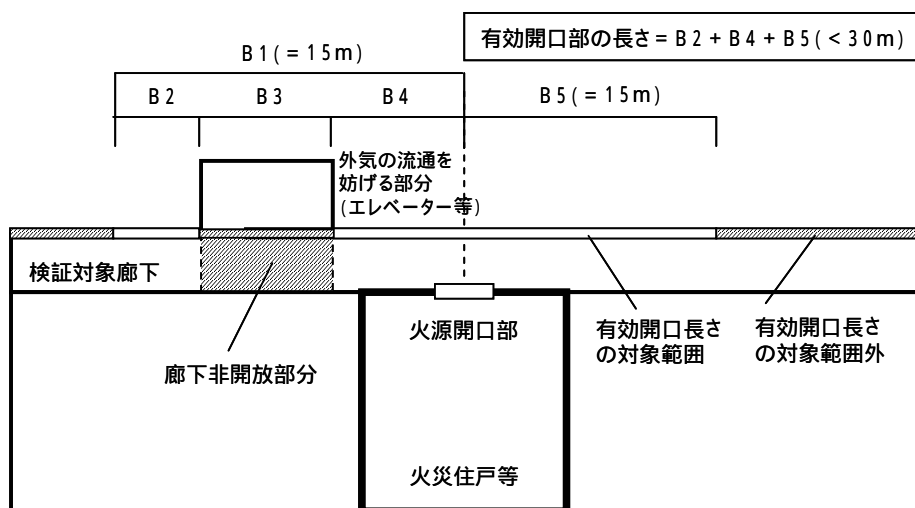 有効開口部の長さ=B2+B4+B5(<30m)
B1(=15m)
B2
B3
B4
B5(=15m)
外気の流通を
妨げる部分
(エレベーター等)
検証対象廊下
火源開口部
有効開口長さ
の対象範囲
有効開口長さ
の対象範囲外
廊下非開放部分
火災住戸等